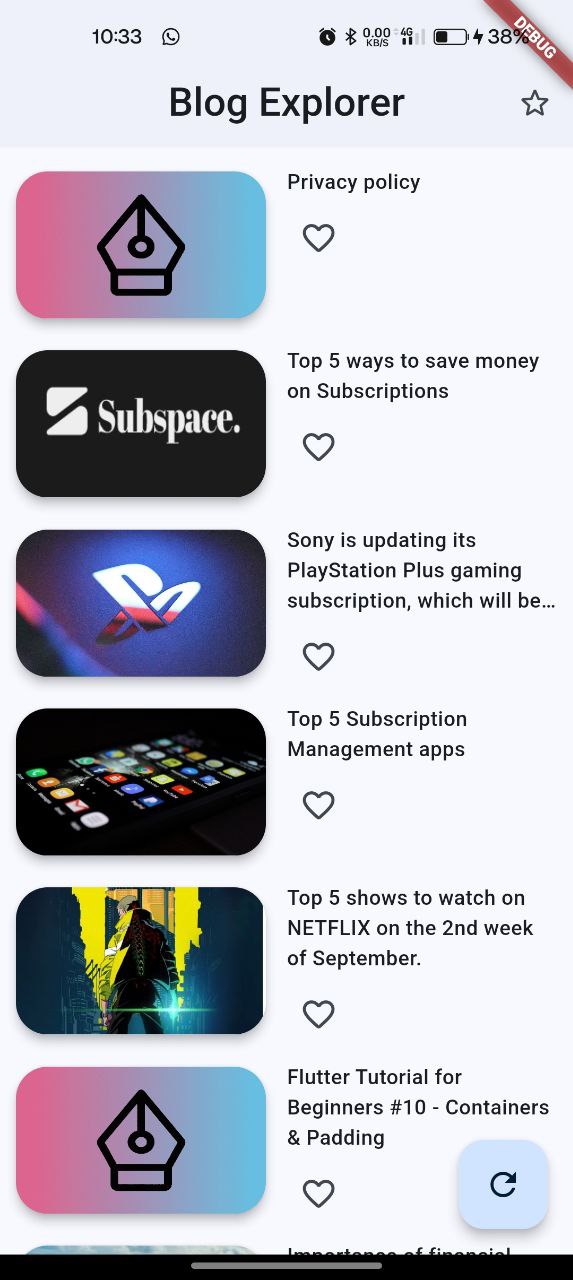 10:33
0.00
KB/S
4G
38%
DEBUG
Blog Explorer
Privacy policy
Top 5 ways to save money
on Subscriptions
Subspace.
Sony is updating its
PlayStation Plus gaming
subscription, which will be…
Top 5 Subscription
Management apps
Top 5 shows to watch on
NETFLIX on the 2nd week
of September.
Flutter Tutorial for
Beginners #10 - Containers
& Padding
Importance of financial